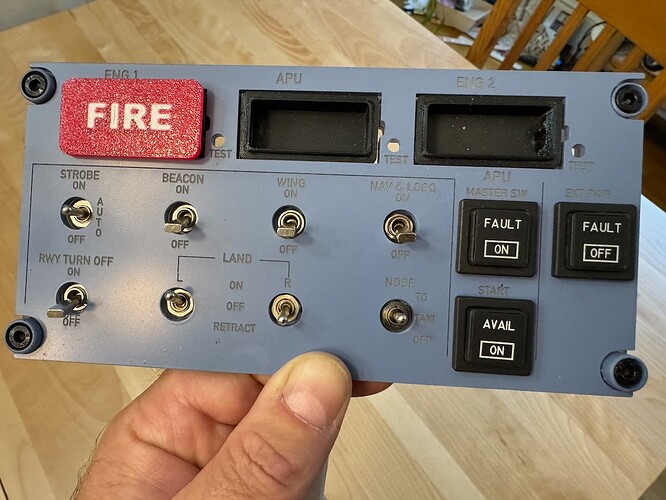 ENG 1
APU
ENG 2
FIRE
TEST
TEST
TEST
STROBE
ON
AUTO
OFF
BEACON
ON
OFF
WING
ON
OFF
NAV & LOGO
ON
OFF
APU
MASTER SW
FAULT
ON
EXT PWR
FAULT
OFF
RWY TURN OFF
ON
OFF
LAND
R
ON
OFF
RETRACT
NOSE
TO
TAXI
OFF
START
AVAIL
ON